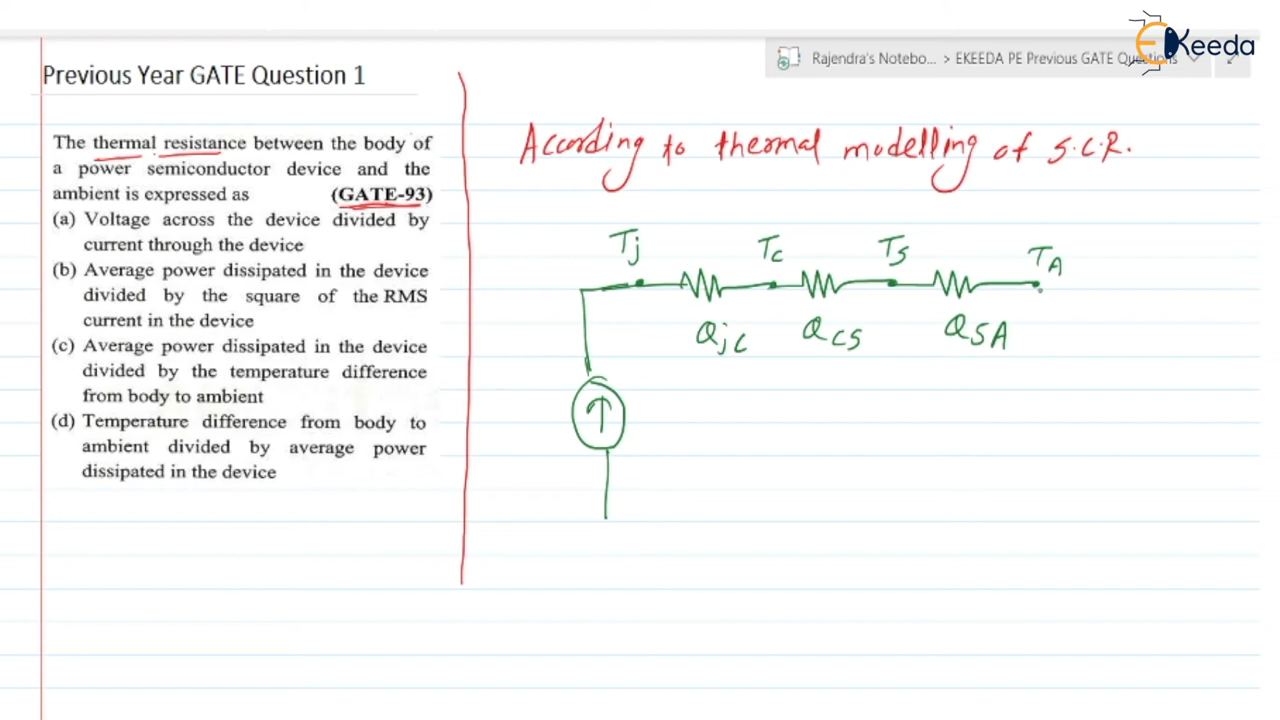 Ekeeda
Rajendra's Notebo... > EKEEDA PE Previous GATE Questions
Previous Year GATE Question 1
The thermal resistance between the body of
a power semiconductor device and the
ambient is expressed as (GATE-93)
(a) Voltage across the device divided by
current through the device
(b) Average power dissipated in the device
divided by the square of the RMS
current in the device
(c) Average power dissipated in the device
divided by the temperature difference
from body to ambient
(d) Temperature difference from body to
ambient divided by average power
dissipated in the device
According to thermal modelling of S.C.R.
Tj Tc Ts TA
Qjc Qcs QSA